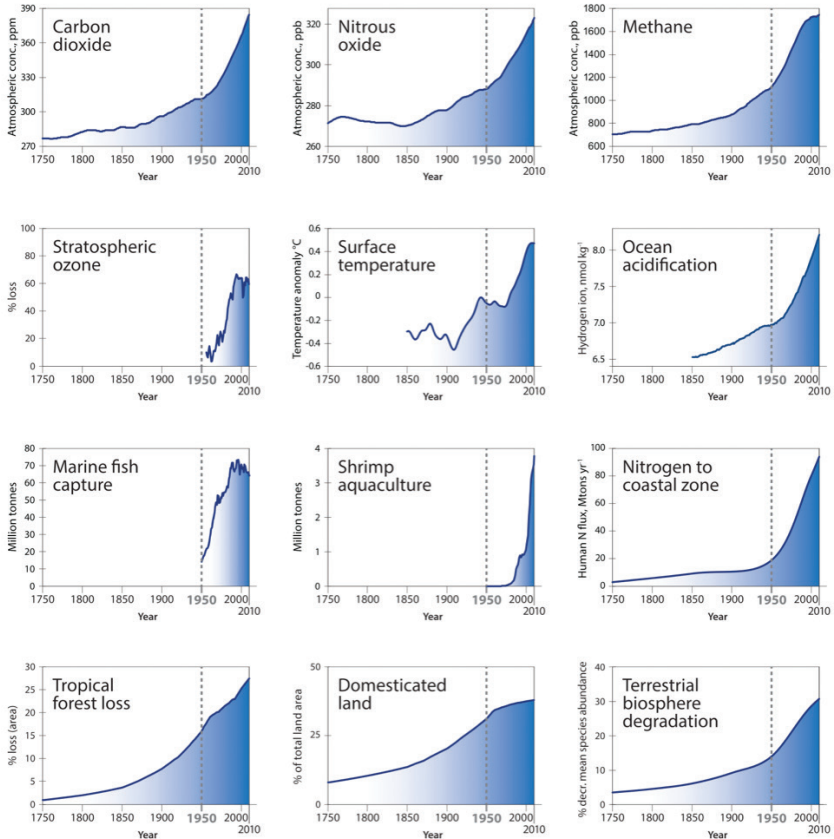 Carbon
dioxide
Atmospheric conc., ppm
390
360
330
300
270
1750 1800 1850 1900 1950 2000
2010
Year
Nitrous
oxide
Atmospheric conc., ppb
320
300
280
260
1750 1800 1850 1900 1950 2000
2010
Year
Methane
Atmospheric conc., ppb
1800
1600
1400
1200
1000
800
600
1750 1800 1850 1900 1950 2000
2010
Year
Stratospheric
ozone
% loss
100
80
60
40
20
0
1750 1800 1850 1900 1950 2000
2010
Year
Surface
temperature
Temperature anomaly °C
0.6
0.4
0.2
0
-0.2
-0.4
-0.6
1750 1800 1850 1900 1950 2000
2010
Year
Ocean
acidification
Hydrogen ion, nmol kg⁻¹
8.0
7.0
6.5
1750 1800 1850 1900 1950 2000
2010
Year
Marine fish
capture
Million tonnes
80
70
60
50
40
30
20
10
0
1750 1800 1850 1900 1950 2000
2010
Year
Shrimp
aquaculture
Million tonnes
4
3
2
1
0
1750 1800 1850 1900 1950 2000
2010
Year
Nitrogen to
coastal zone
Human N flux, Mtons yr⁻¹
100
80
60
40
20
0
1750 1800 1850 1900 1950 2000
2010
Year
Tropical
forest loss
% loss (area)
30
25
20
15
10
5
0
1750 1800 1850 1900 1950 2000
2010
Year
Domesticated
land
% of total land area
50
25
0
1750 1800 1850 1900 1950 2000
2010
Year
Terrestrial
biosphere
degradation
% decr. mean species abundance
40
30
20
10
0
1750 1800 1850 1900 1950 2000
2010
Year